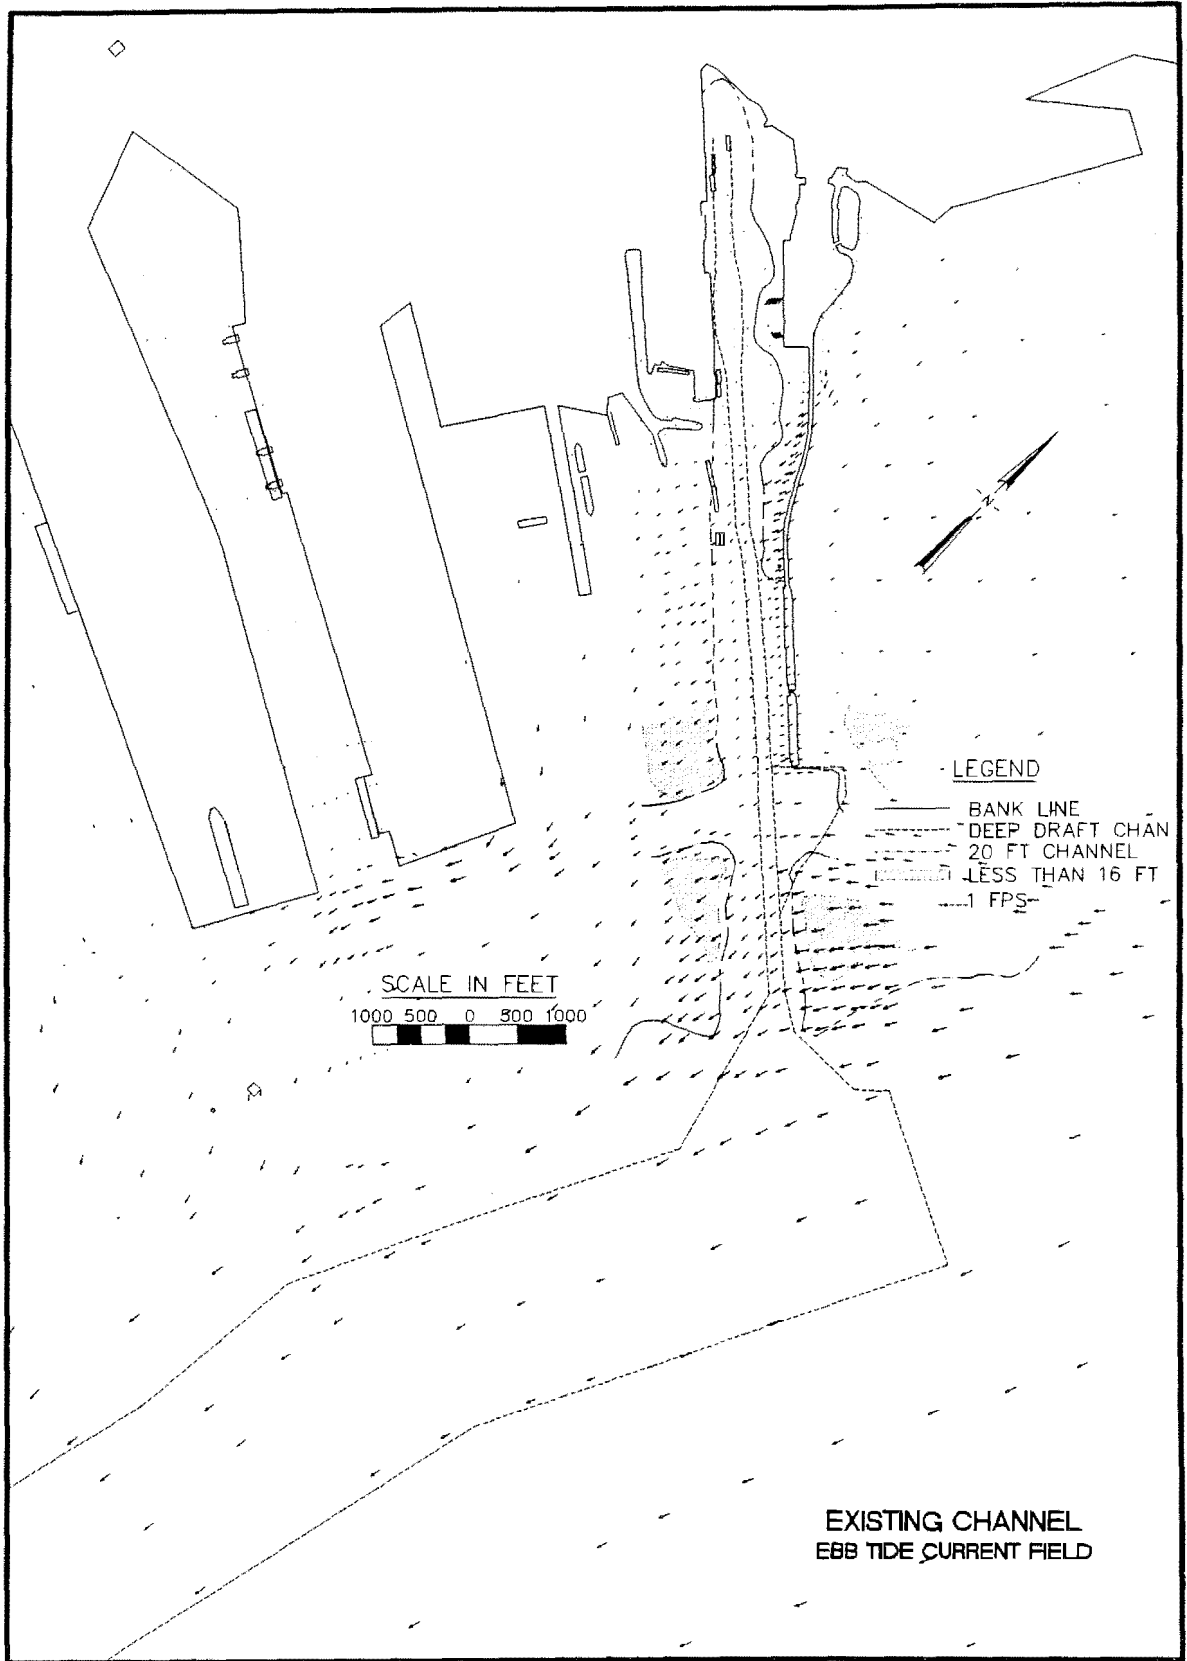 N
LEGEND
BANK LINE
DEEP DRAFT CHAN
20 FT CHANNEL
LESS THAN 16 FT
1 FPS
SCALE IN FEET
1000 500 0 500 1000
EXISTING CHANNEL
EBB TIDE CURRENT FIELD